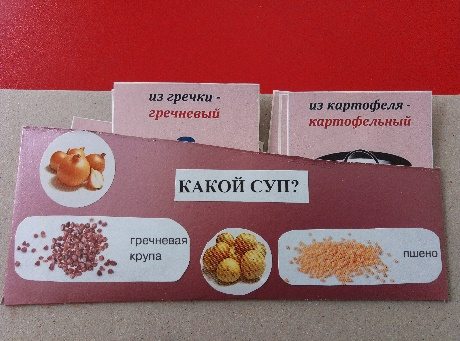 из гречки -
гречневый
из картофеля -
картофельный
КАКОЙ СУП?
гречневая
крупа
пшено